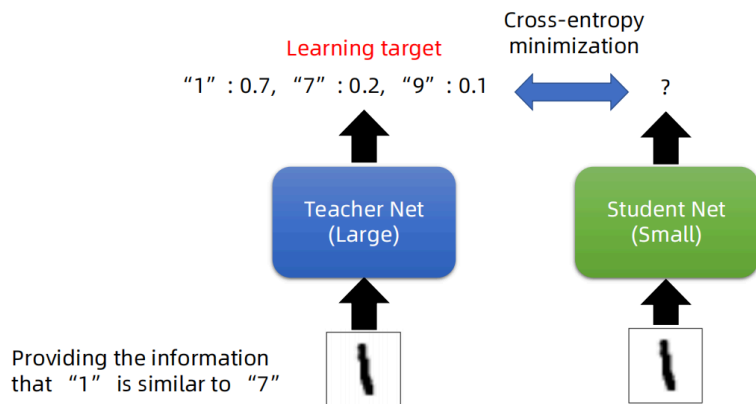 Cross-entropy
minimization
Learning target
“1” : 0.7, “7” : 0.2, “9” : 0.1
?
Teacher Net
(Large)
Student Net
(Small)
Providing the information
that “1” is similar to “7”